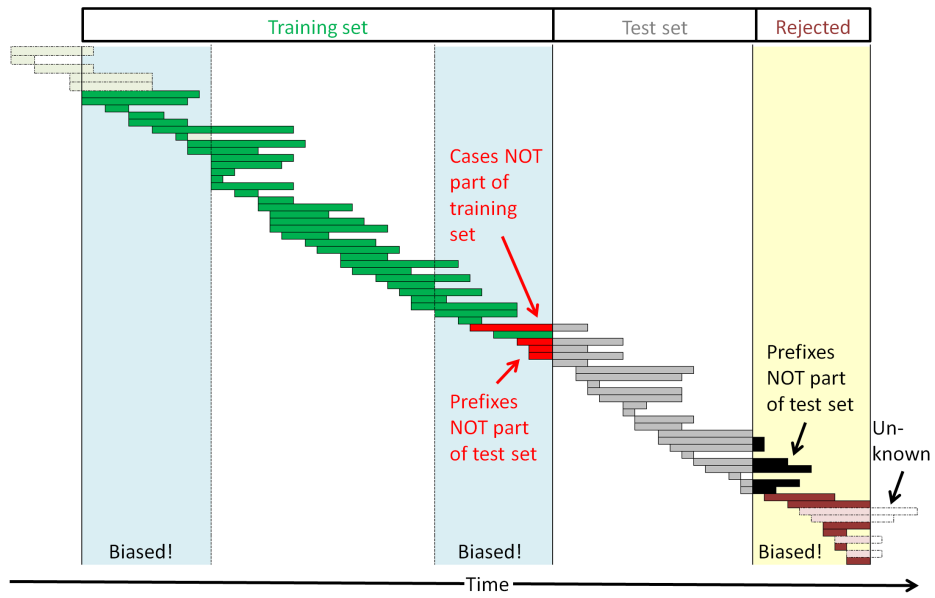 Training set
Test set
Rejected
Cases NOT
part of
training
set
Prefixes
NOT part
of test set
Prefixes
NOT part
of test set
Un-
known
Biased!
Biased!
Biased!
Time